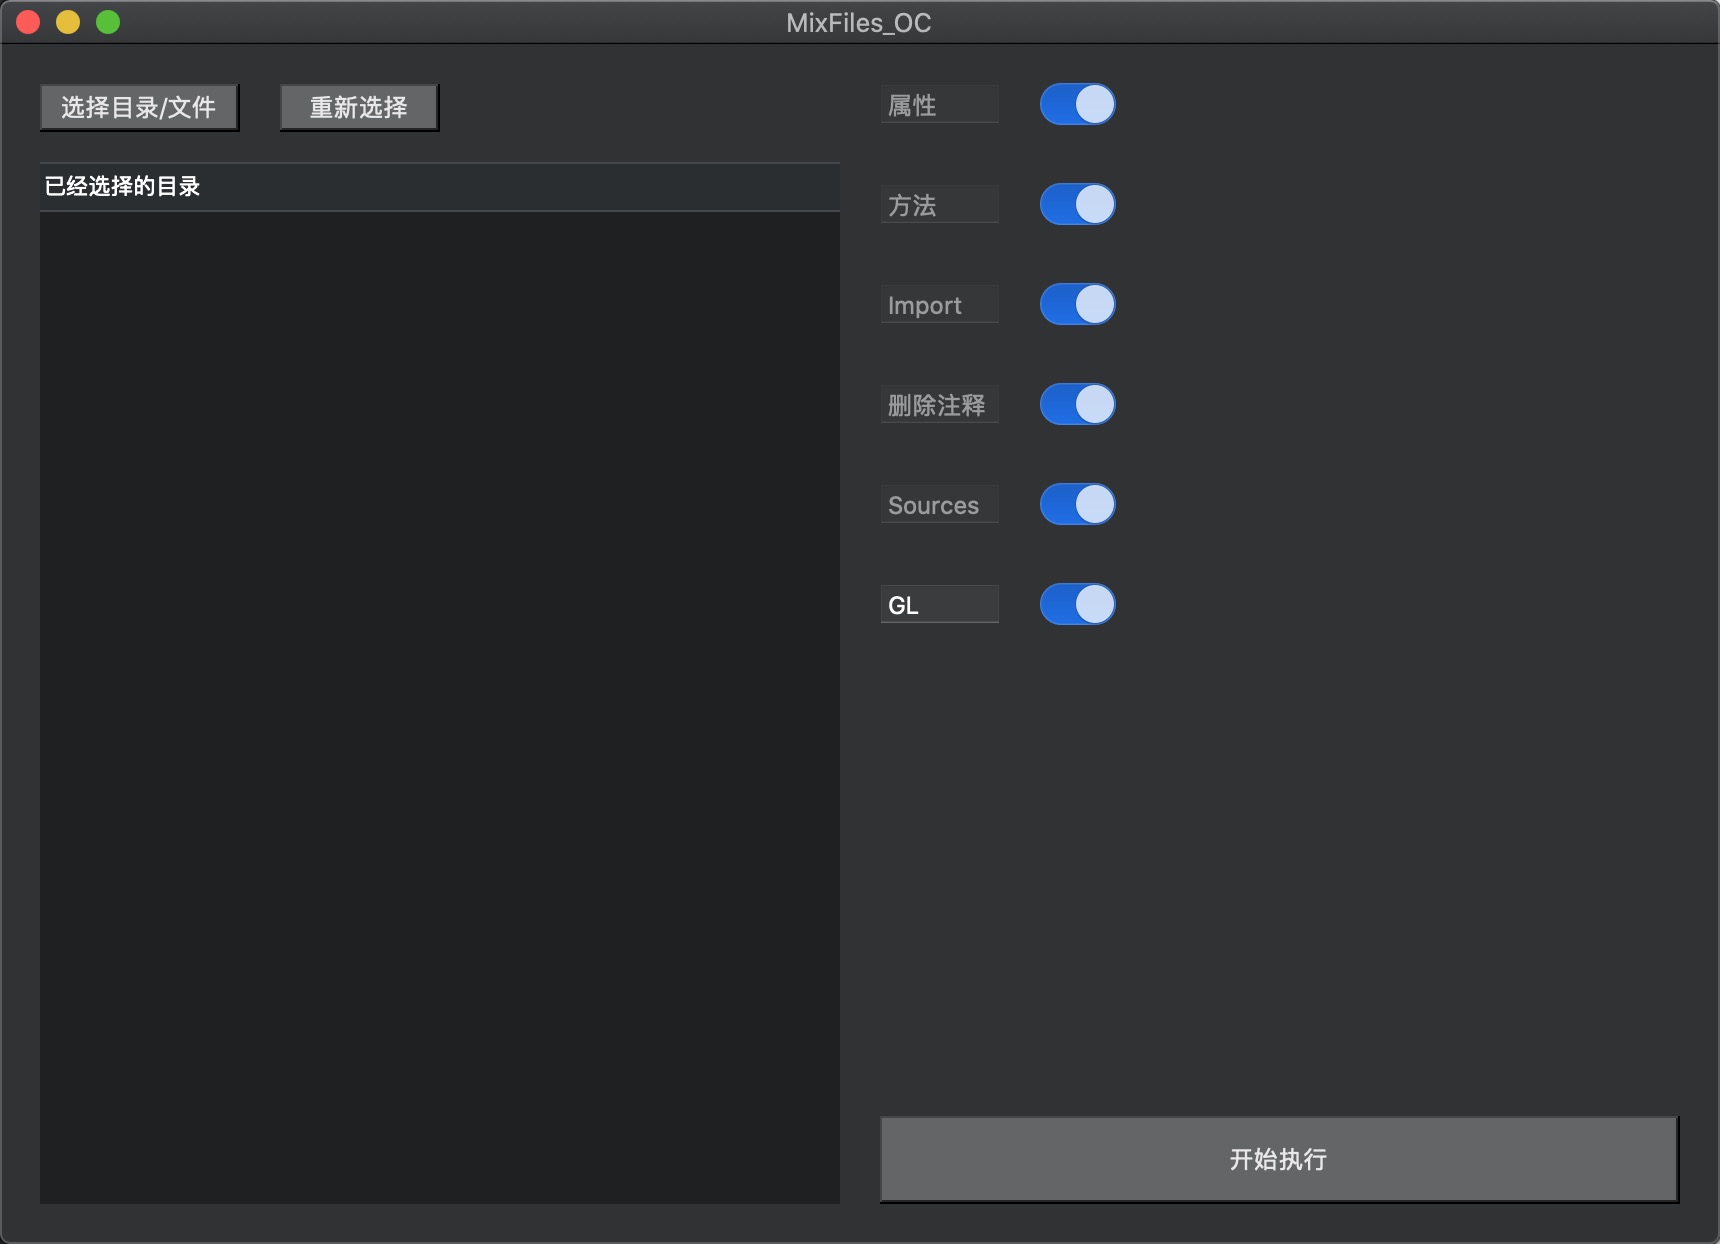 MixFiles_OC
选择目录/文件
重新选择
已经选择的目录
属性
方法
Import
删除注释
Sources
GL
开始执行